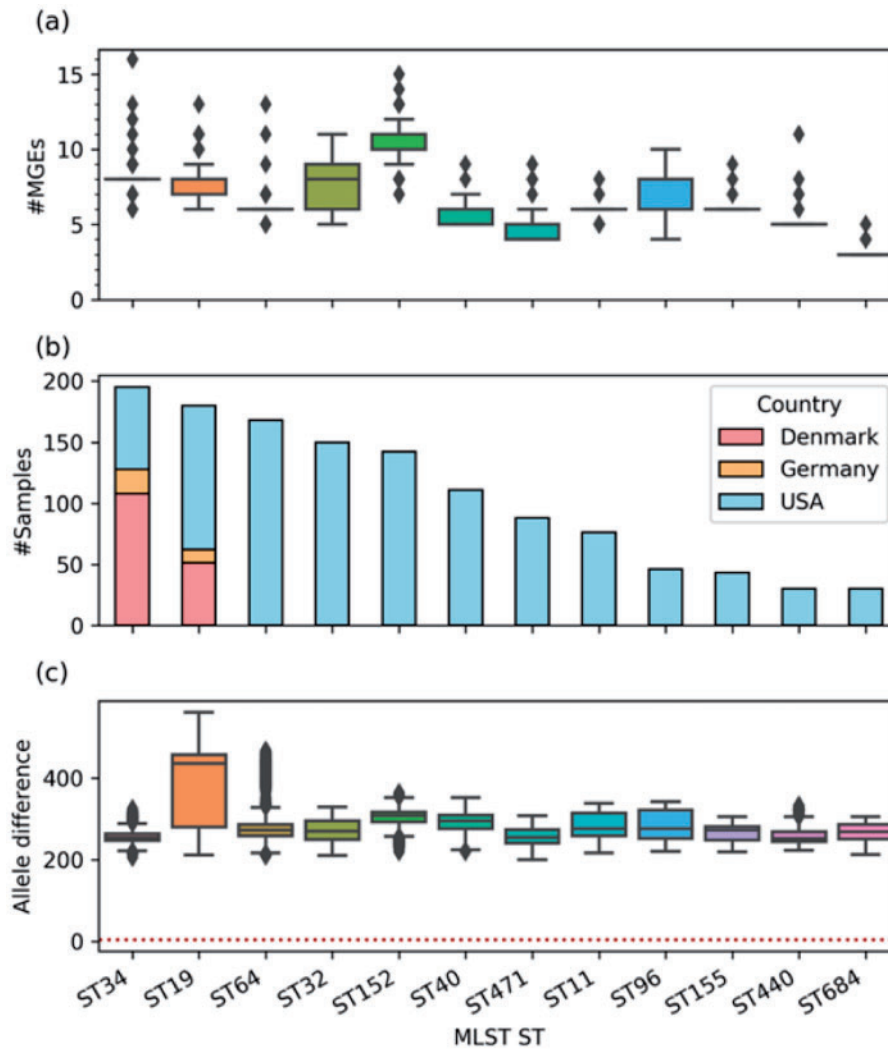 (a)
15
10
5
0
#MGEs
(b)
200
150
100
50
0
#Samples
Country
Denmark
Germany
USA
(c)
400
200
0
Allele difference
ST34 ST19 ST64 ST32 ST152 ST40 ST471 ST11 ST96 ST155 ST440 ST684
MLST ST